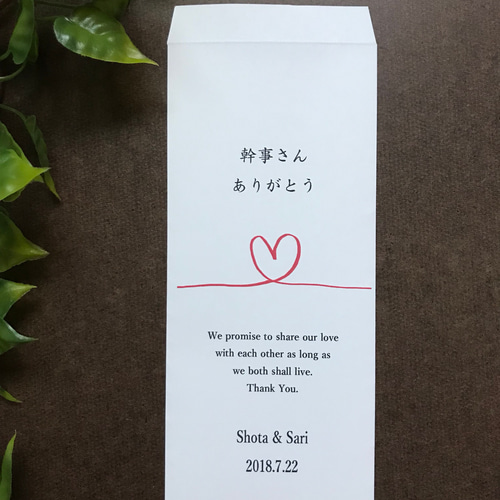 幹事さん
ありがとう
We promise to share our love
with each other as long as
we both shall live.
Thank You.
Shota & Sari
2018.7.22